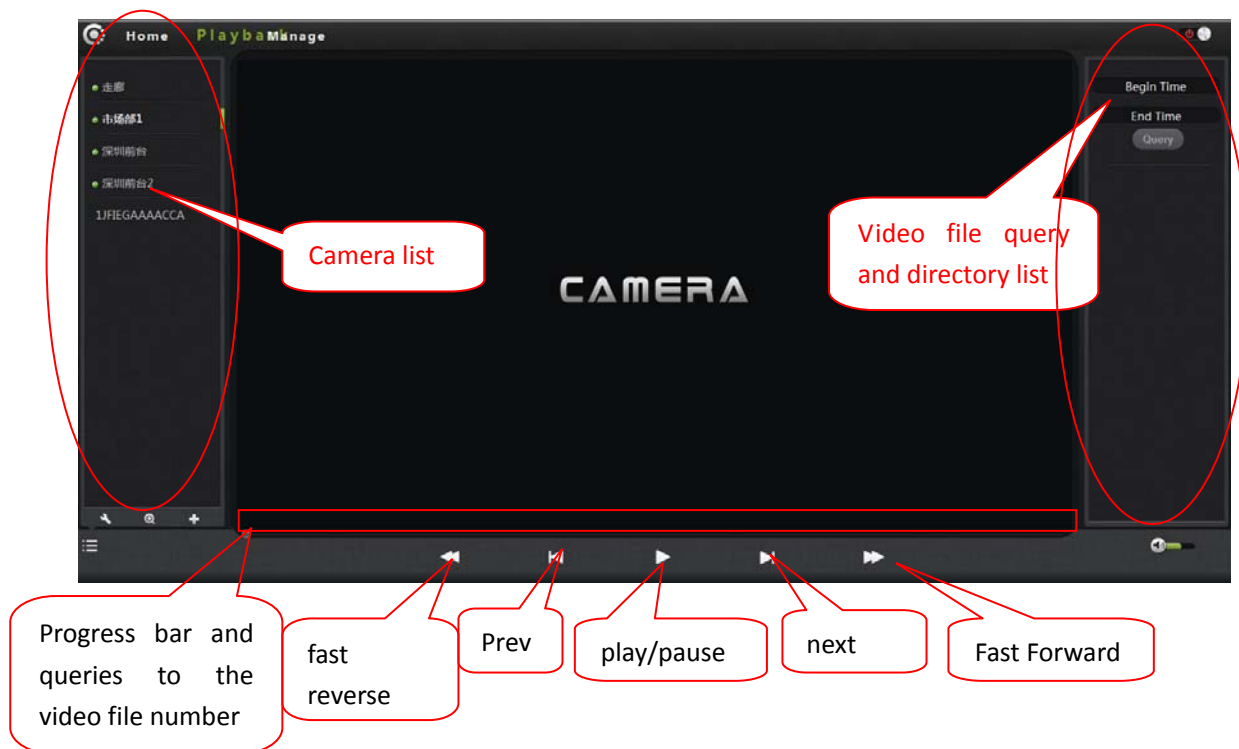 Home Playback Manage
走廊
市场部1
深圳前台
深圳前台2
1JFIEGAAAACCA
Camera list
CAMERA
Begin Time
End Time
Query
Video file query
and directory list
Progress bar and
queries to the
video file number
fast
reverse
Prev
play/pause
next
Fast Forward